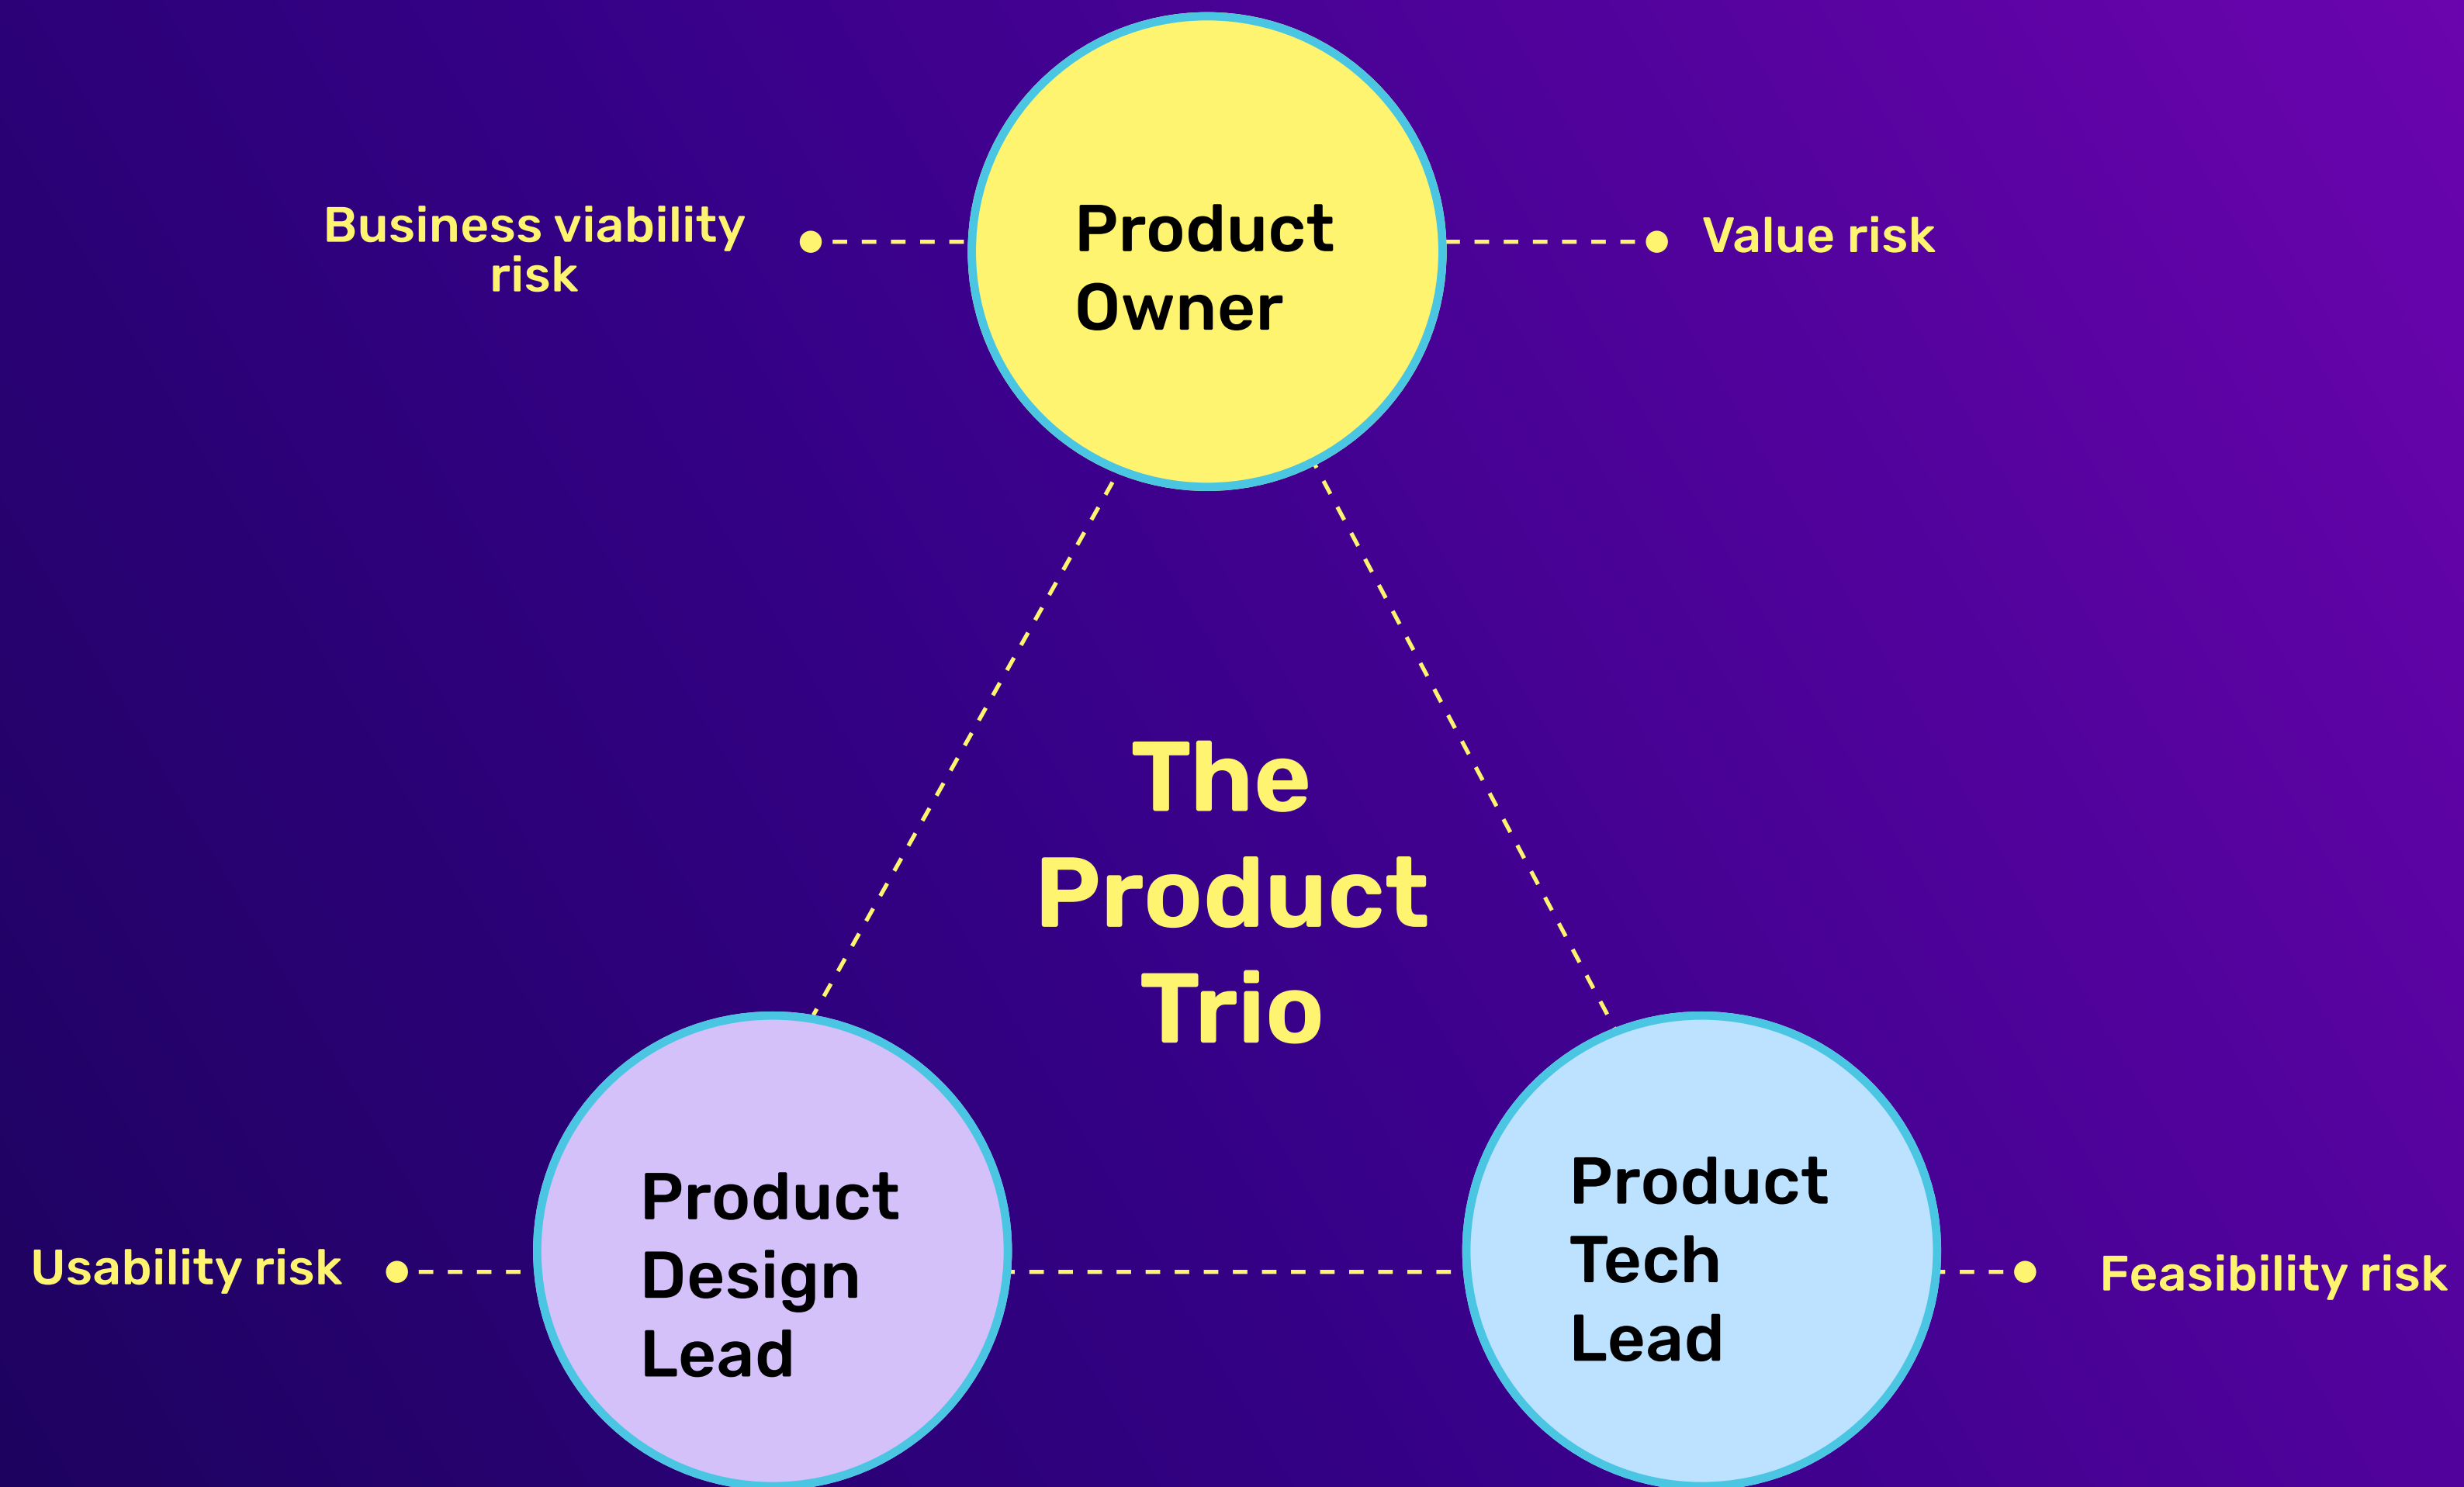 Business viability
risk
Product
Owner
Value risk
The
Product
Trio
Usability risk
Product
Design
Lead
Product
Tech
Lead
Feasibility risk